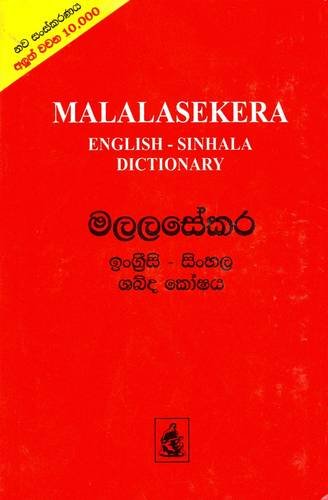 නව සංස්කරණය
අලුත් වචන 10,000
MALALASEKERA
ENGLISH - SINHALA
DICTIONARY
මලලසේකර
ඉංග්‍රීසි - සිංහල
ශබ්ද කෝෂය